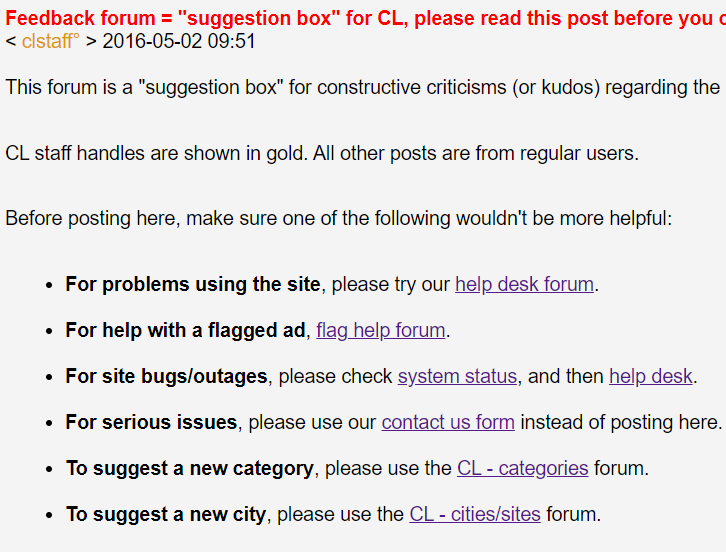 Feedback forum = "suggestion box" for CL, please read this post before you
< clstaff° > 2016-05-02 09:51
This forum is a "suggestion box" for constructive criticisms (or kudos) regarding the
CL staff handles are shown in gold. All other posts are from regular users.
Before posting here, make sure one of the following wouldn't be more helpful:
• For problems using the site, please try our help desk forum.
• For help with a flagged ad, flag help forum.
• For site bugs/outages, please check system status, and then help desk.
• For serious issues, please use our contact us form instead of posting here.
• To suggest a new category, please use the CL - categories forum.
• To suggest a new city, please use the CL - cities/sites forum.